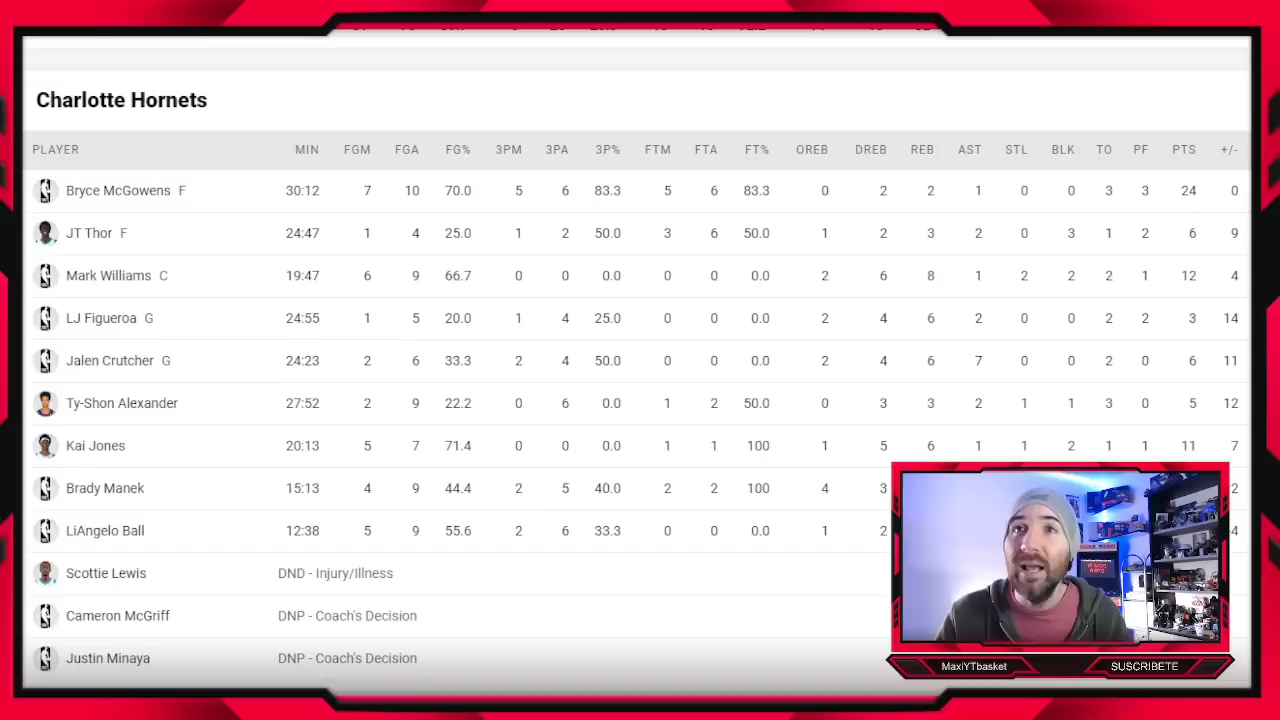 Charlotte Hornets
PLAYER MIN FGM FGA FG% 3PM 3PA 3P% FTM FTA FT% OREB DREB REB AST STL BLK TO PF PTS +/-
Bryce McGowens F 30:12 7 10 70.0 5 6 83.3 5 6 83.3 0 2 2 1 0 0 3 3 24 0
JT Thor F 24:47 1 4 25.0 1 2 50.0 3 6 50.0 1 2 3 2 0 3 1 2 6 9
Mark Williams C 19:47 6 9 66.7 0 0 0.0 0 0 0.0 2 6 8 1 2 2 2 1 12 4
LJ Figueroa G 24:55 1 5 20.0 1 4 25.0 0 0 0.0 2 4 6 2 0 0 2 2 3 14
Jalen Crutcher G 24:23 2 6 33.3 2 4 50.0 0 0 0.0 2 4 6 7 0 0 2 0 6 11
Ty-Shon Alexander 27:52 2 9 22.2 0 6 0.0 1 2 50.0 0 3 3 2 1 1 3 0 5 12
Kai Jones 20:13 5 7 71.4 0 0 0.0 1 1 100 1 5 6 1 1 2 1 1 11 7
Brady Manek 15:13 4 9 44.4 2 5 40.0 2 2 100 4 3 2
LiAngelo Ball 12:38 5 9 55.6 2 6 33.3 0 0 0.0 1 2 4
Scottie Lewis DND - Injury/Illness
Cameron McGriff DNP - Coach's Decision
Justin Minaya DNP - Coach's Decision
MaxiYTbasket SUSCRIBETE